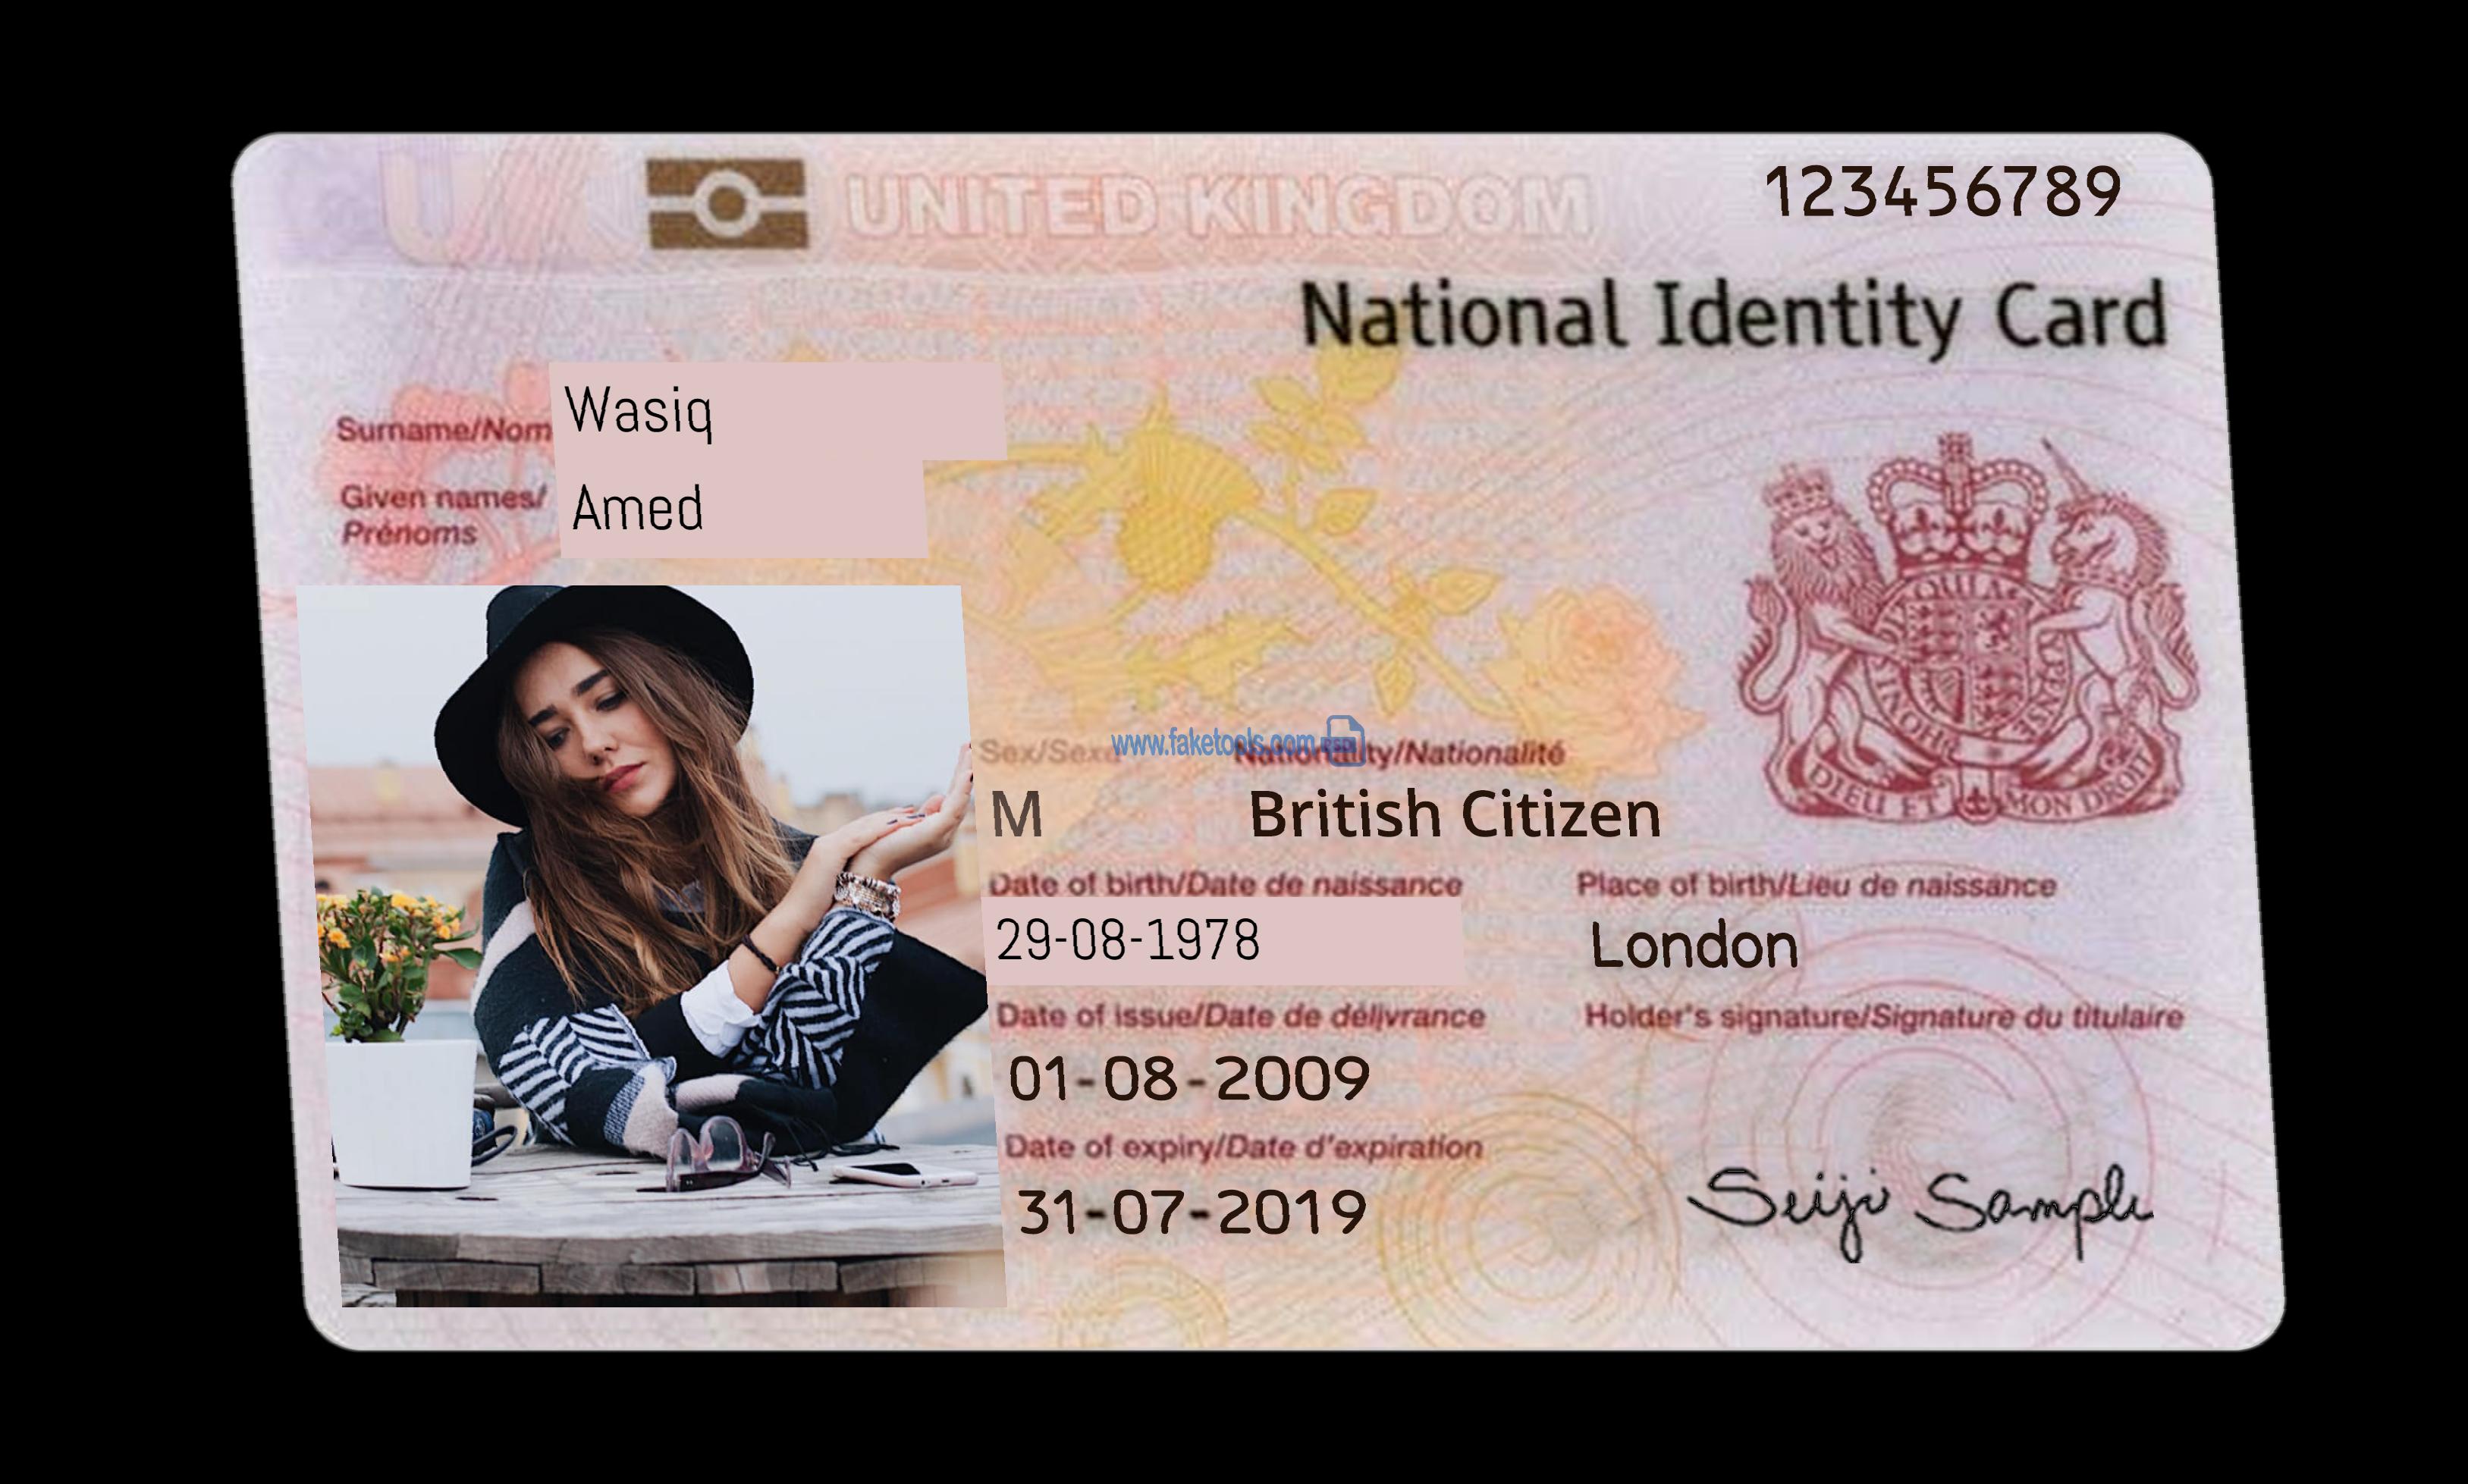 UK
UNITED KINGDOM
123456789
National Identity Card
Surname/Nom
Wasiq
Given names/
Prénoms
Amed
www.faketools.com
Sex/Sexe
Nationality/Nationalité
M
British Citizen
Date of birth/Date de naissance
Place of birth/Lieu de naissance
29-08-1978
London
Date of issue/Date de délivrance
Holder's signature/Signature du titulaire
01-08-2009
Date of expiry/Date d'expiration
31-07-2019
Seiji Sample
DIEU ET MON DROIT